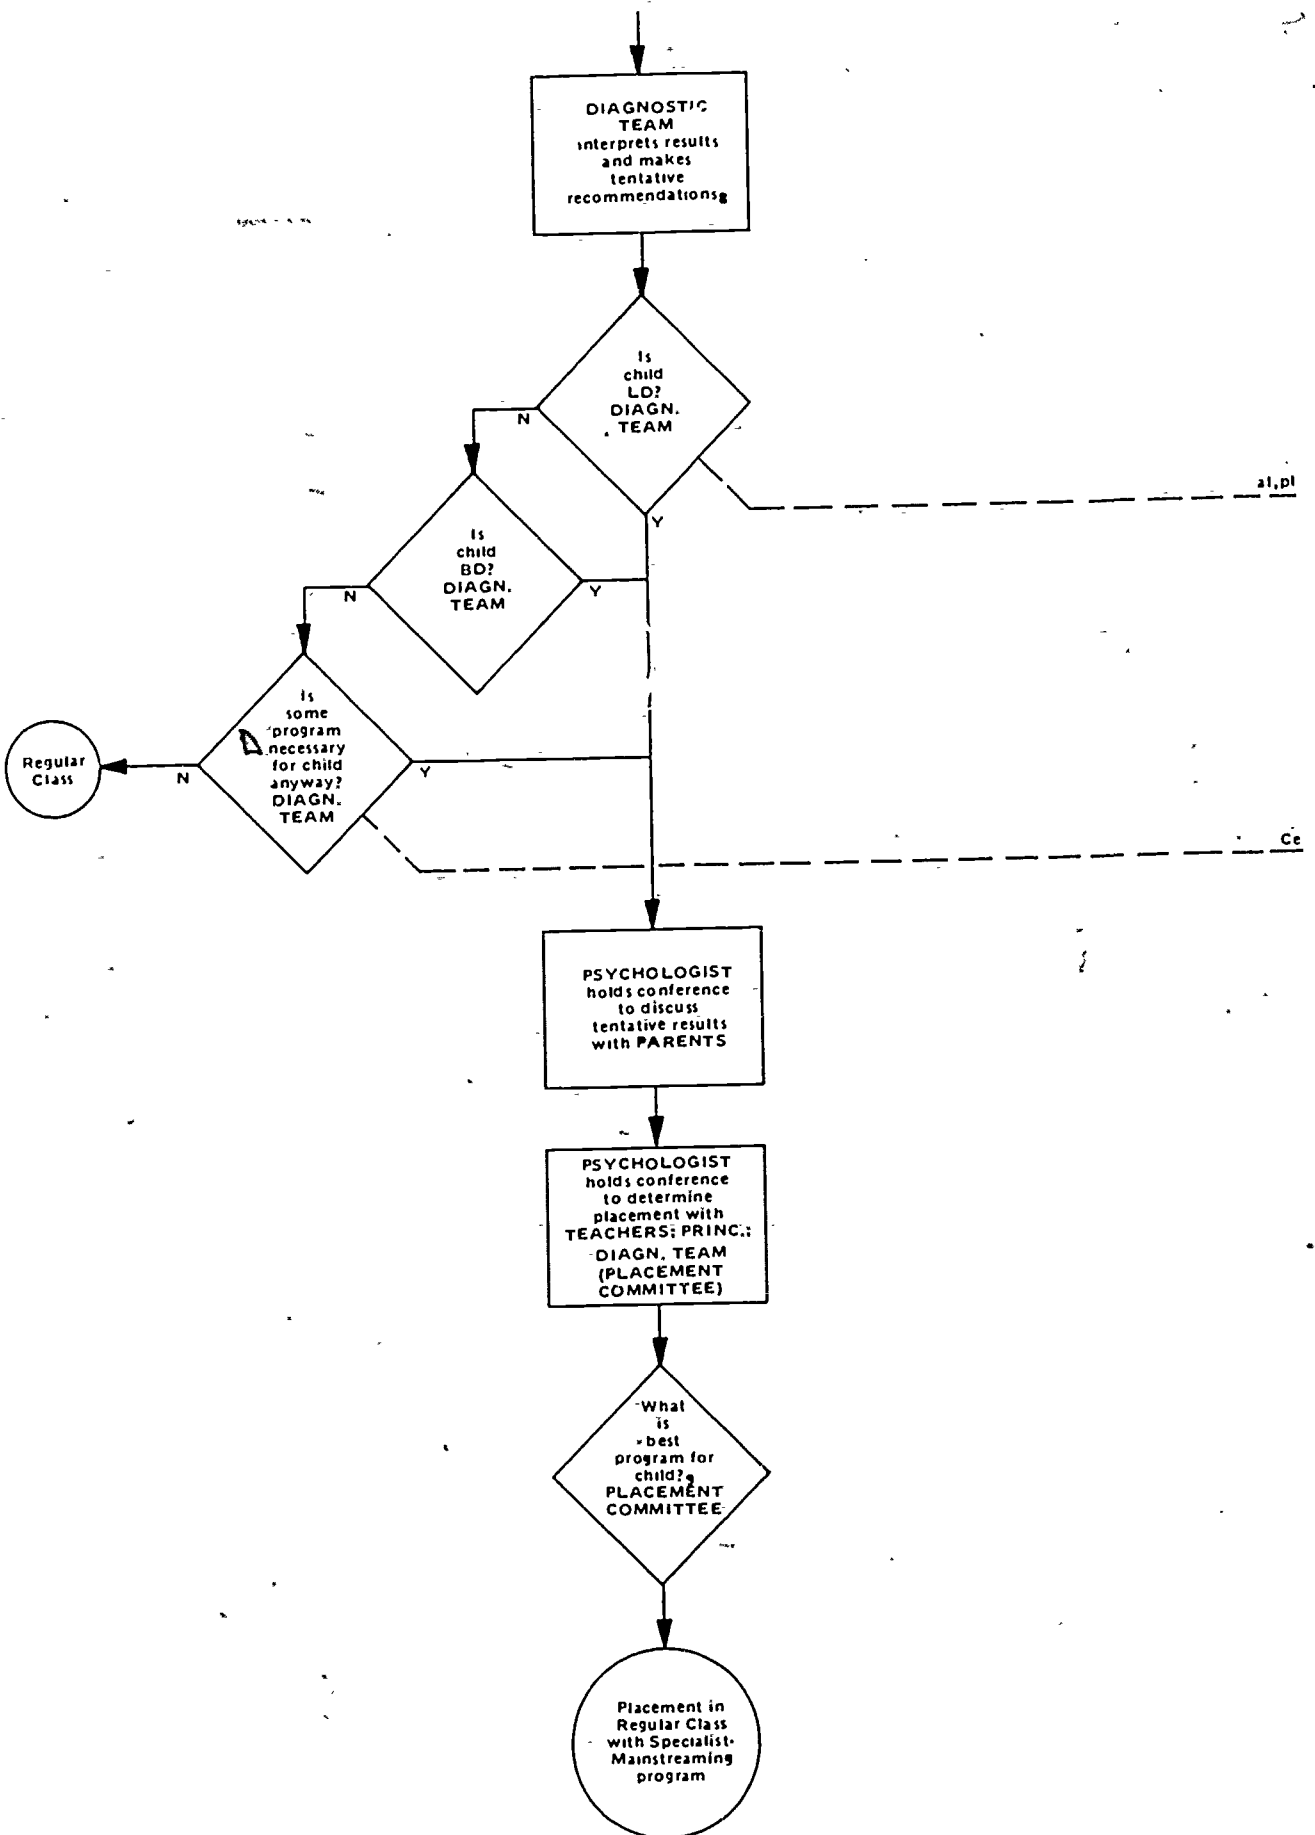 DIAGNOSTIC
TEAM
interprets results
and makes
tentative
recommendations g
Is
child
LD?
DIAGN.
TEAM
N
Y
a1,p1
Is
child
BD?
DIAGN.
TEAM
N
Y
Is
some
program
necessary
for child
anyway?
DIAGN.
TEAM
N
Y
Regular
Class
Ce
PSYCHOLOGIST
holds conference
to discuss
tentative results
with PARENTS
PSYCHOLOGIST
holds conference
to determine
placement with
TEACHERS; PRINC.;
DIAGN. TEAM
(PLACEMENT
COMMITTEE)
What
is
best
program for
child? g
PLACEMENT
COMMITTEE
Placement in
Regular Class
with Specialist-
Mainstreaming
program